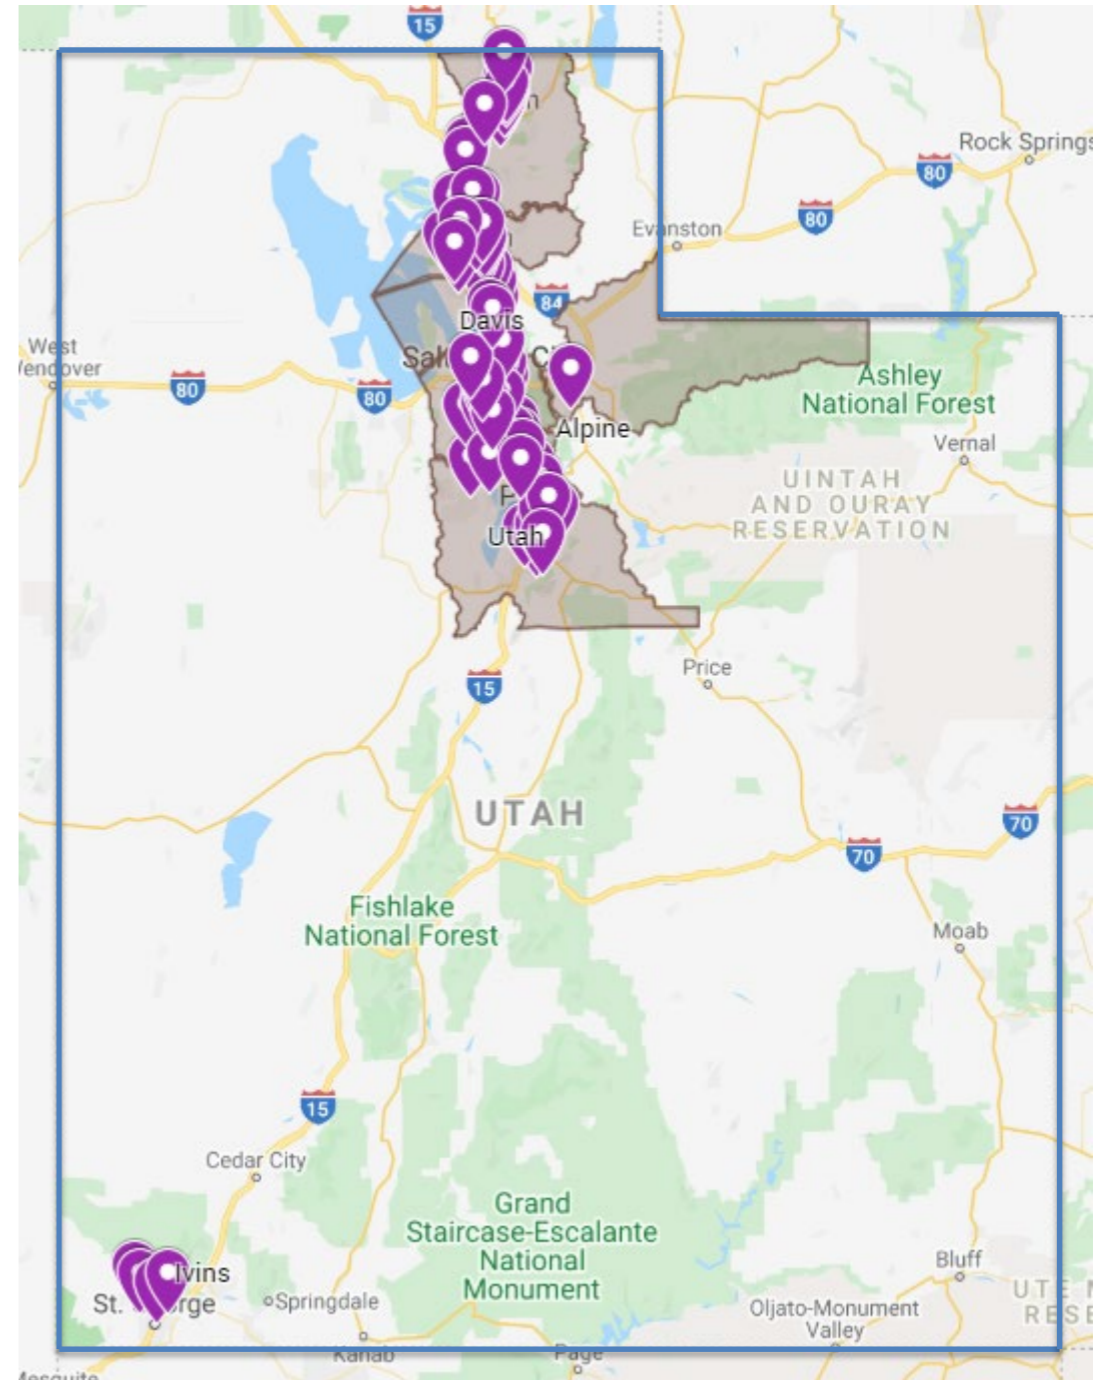 15
Rock Springs
80
80
Evanston
84
Davis
West
80
80
Ashley
National Forest
Alpine
Vernal
UINTAH
AND OURAY
RESERVATION
Utah
Price
15
UTAH
70
70
Fishlake
National Forest
Moab
15
Cedar City
Grand
Staircase-Escalante
National
Monument
Ivins
St.
Springdale
Bluff
Oljato-Monument
Valley
Kanab
Page